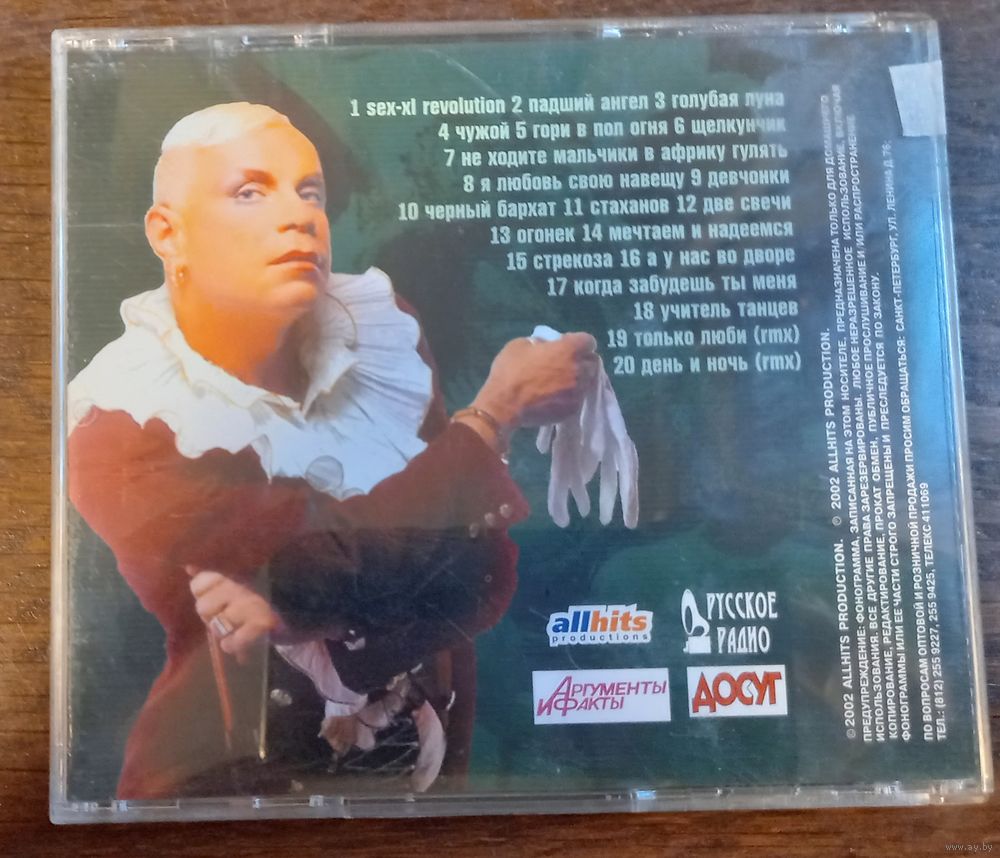 1 sex-xl revolution 2 падший ангел 3 голубая луна
4 чужой 5 гори в пол огня 6 щелкунчик
7 не ходите мальчики в африку гулять
8 я любовь свою навещу 9 девчонки
10 черный бархат 11 стаханов 12 две свечи
13 огонек 14 мечтаем и надеемся
15 стрекоза 16 а у нас во дворе
17 когда забудешь ты меня
18 учитель танцев
19 только люби (rmx)
20 день и ночь (rmx)
allhits
productions
РУССКОЕ
РАДИО
АРГУМЕНТЫ
И ФАКТЫ
ДОСУГ
©2002 ALLHITS PRODUCTION. ℗ 2002 ALLHITS PRODUCTION.
ПРЕДУПРЕЖДЕНИЕ: ФОНОГРАММА, ЗАПИСАННАЯ НА ЭТОМ НОСИТЕЛЕ, ПРЕДНАЗНАЧЕНА ТОЛЬКО ДЛЯ ДОМАШНЕГО
ИСПОЛЬЗОВАНИЯ. ВСЕ ДРУГИЕ ПРАВА ЗАРЕЗЕРВИРОВАНЫ. ЛЮБОЕ НЕРАЗРЕШЕННОЕ ИСПОЛЬЗОВАНИЕ, ВКЛЮЧАЯ
КОПИРОВАНИЕ, РЕДАКТИРОВАНИЕ, ПРОКАТ ОБМЕН, ПУБЛИЧНОЕ ПРОСЛУШИВАНИЕ И ИЛИ РАСПРОСТРАНЕНИЕ
ФОНОГРАММЫ ИЛИ ЕЕ ЧАСТИ СТРОГО ЗАПРЕЩЕНЫ И ПРЕСЛЕДУЕТСЯ ПО ЗАКОНУ.
ПО ВОПРОСАМ ОПТОВОЙ И РОЗНИЧНОЙ ПРОДАЖИ ПРОСИМ ОБРАЩАТЬСЯ: САНКТ-ПЕТЕРБУРГ, УЛ. ЛЕНИНА Д. 76;
ТЕЛ.: (812) 255 9227, 255 9425, ТЕЛЕКС 411069
www.ay.by